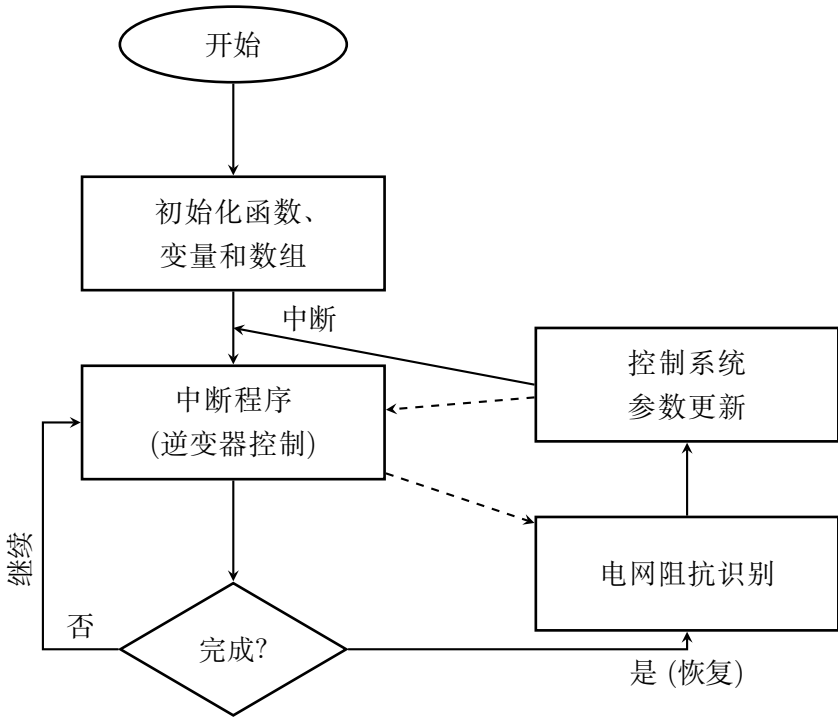 开始
初始化函数、
变量和数组
中断
控制系统
参数更新
中断程序
(逆变器控制)
继续
电网阻抗识别
否
完成?
是 (恢复)